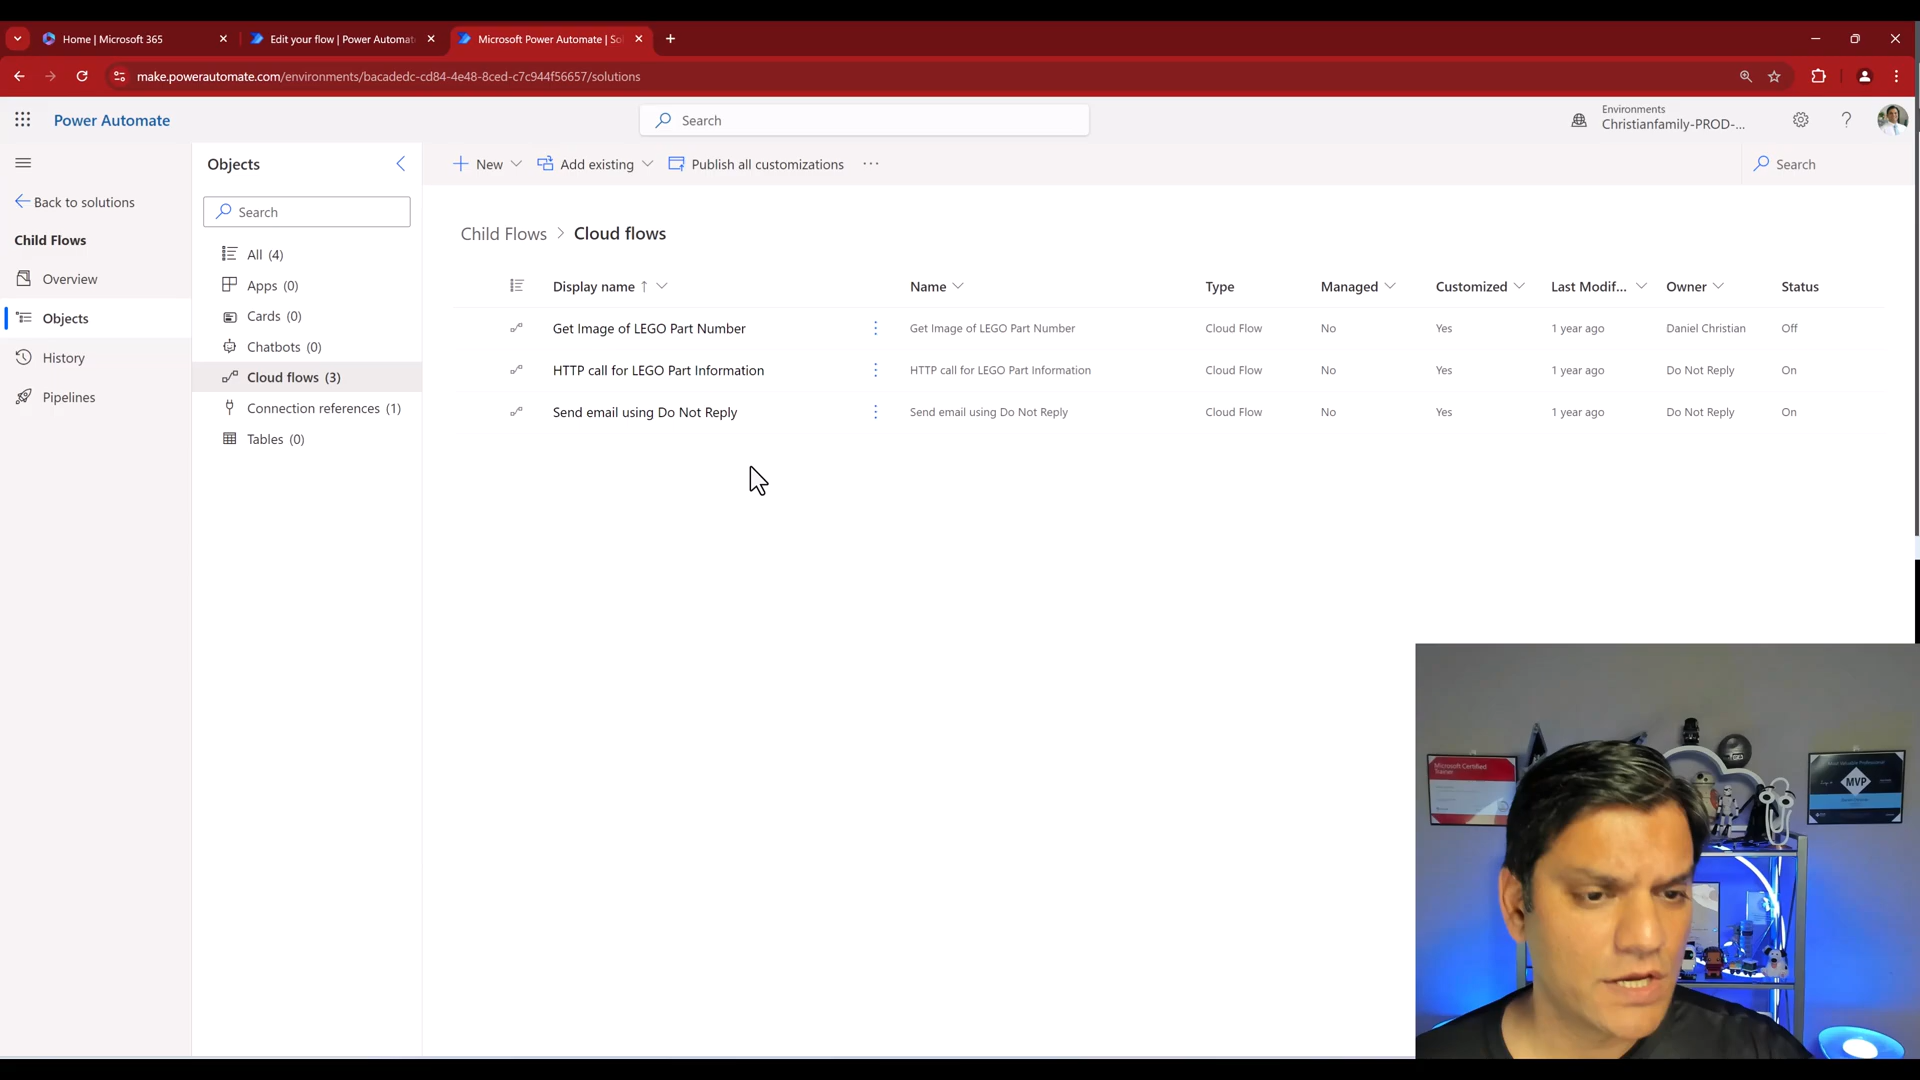 Home | Microsoft 365
Edit your flow | Power Automat
Microsoft Power Automate | So
make.powerautomate.com/environments/bacadedc-cd84-4e48-8ced-c7c944f56657/solutions
Power Automate
Search
Environments
Christianfamily-PROD-...
Back to solutions
Child Flows
Overview
Objects
History
Pipelines
Objects
Search
All (4)
Apps (0)
Cards (0)
Chatbots (0)
Cloud flows (3)
Connection references (1)
Tables (0)
New
Add existing
Publish all customizations
Search
Child Flows > Cloud flows
Display name ↑ Name Type Managed Customized Last Modif... Owner Status
Get Image of LEGO Part Number Get Image of LEGO Part Number Cloud Flow No Yes 1 year ago Daniel Christian Off
HTTP call for LEGO Part Information HTTP call for LEGO Part Information Cloud Flow No Yes 1 year ago Do Not Reply On
Send email using Do Not Reply Send email using Do Not Reply Cloud Flow No Yes 1 year ago Do Not Reply On
Microsoft Certified
Trainer
MVP